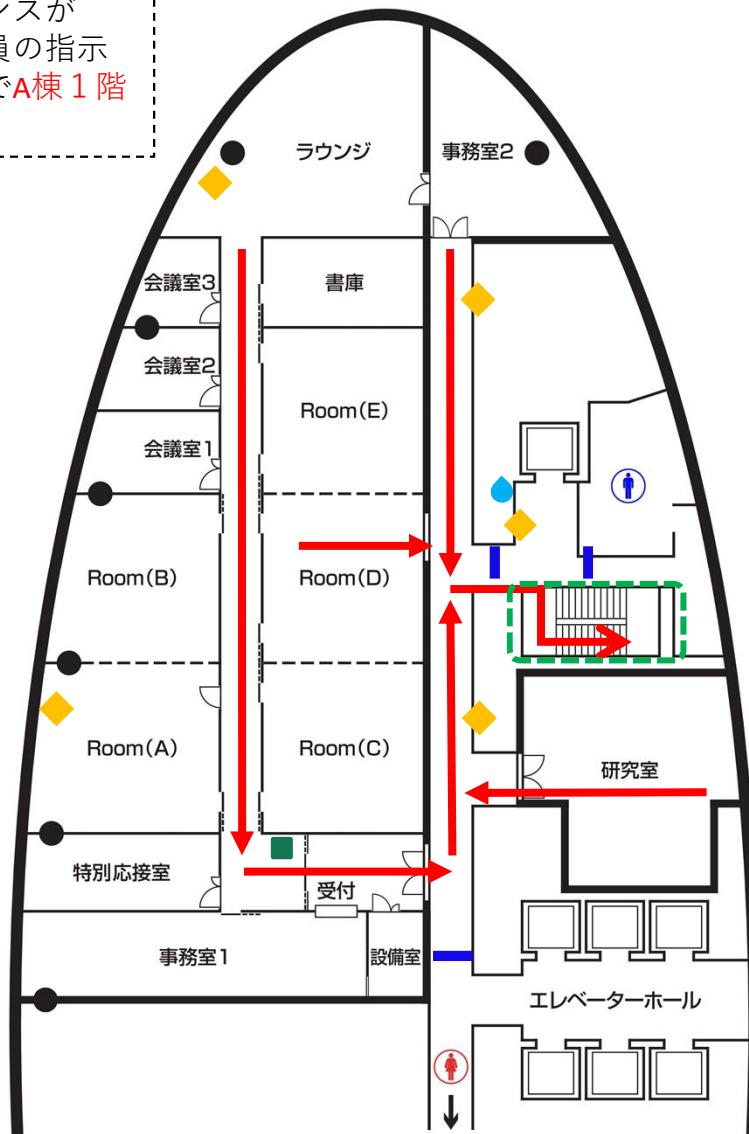 ンスが
員の指示
でA棟１階
ラウンジ
事務室2
会議室3
書庫
会議室2
Room(E)
会議室1
Room(B)
Room(D)
Room(A)
Room(C)
研究室
特別応接室
受付
事務室1
設備室
エレベーターホール